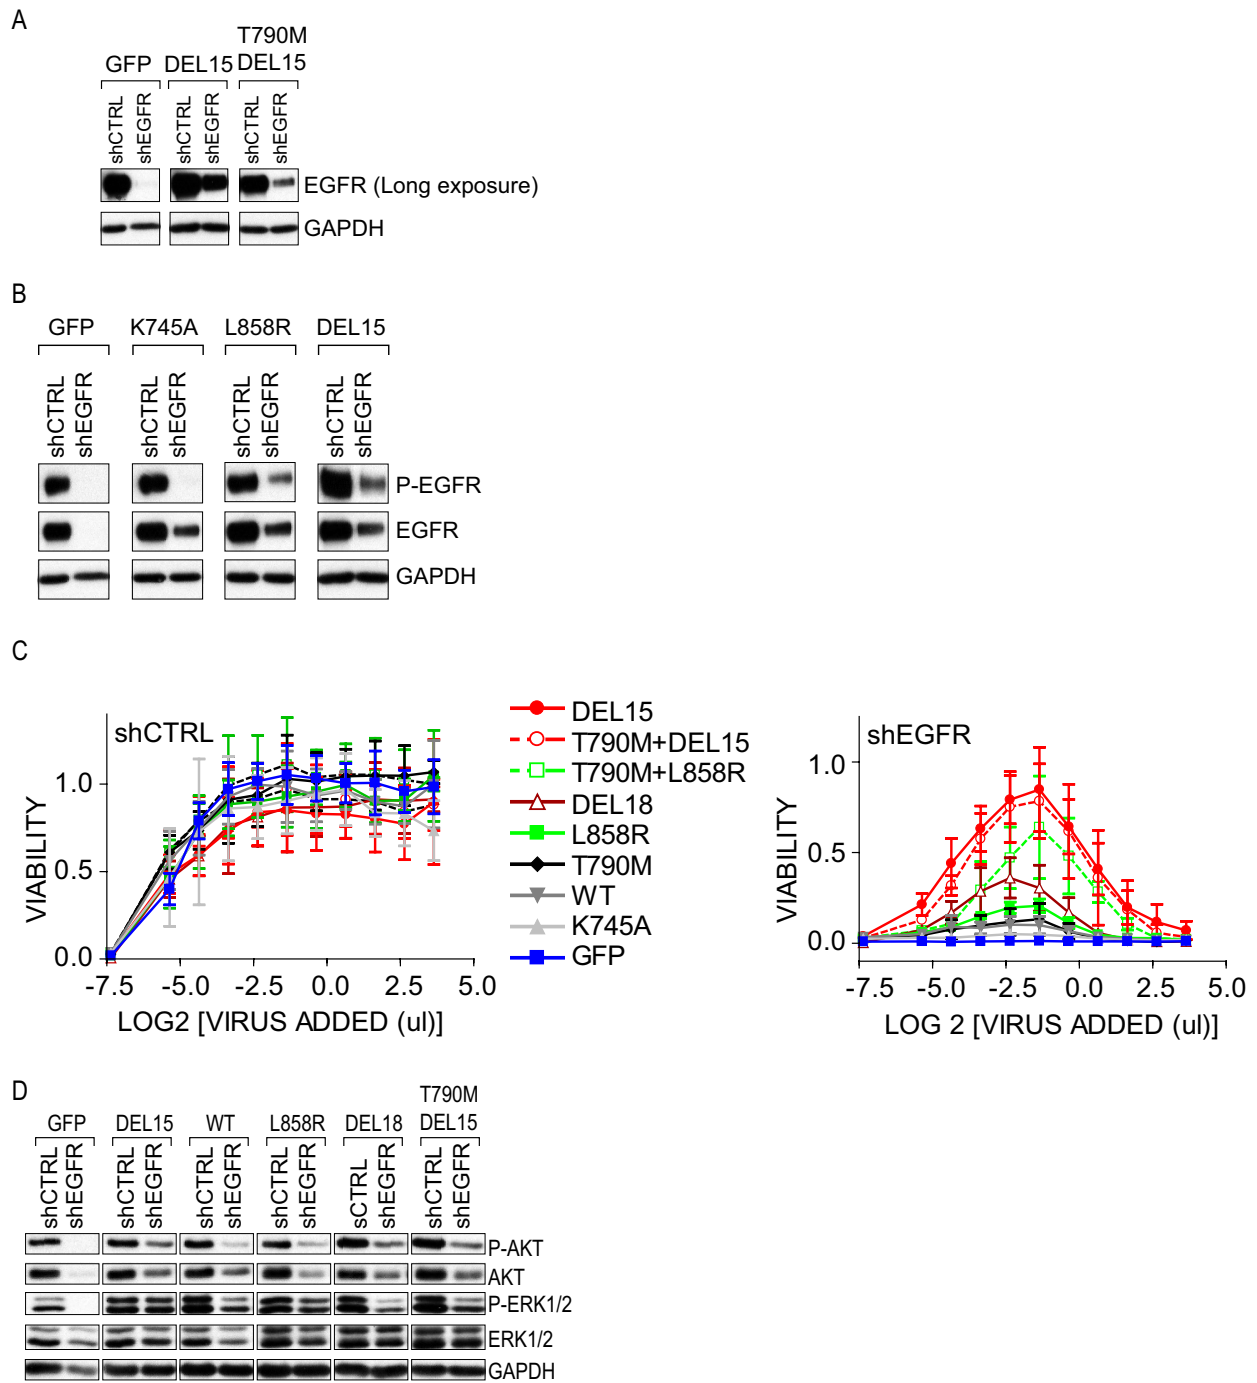 A
T790M
GFP DEL15 DEL15
shCTRL shEGFR shCTRL shEGFR shCTRL shEGFR
EGFR (Long exposure)
GAPDH
B
GFP K745A L858R DEL15
shCTRL shEGFR shCTRL shEGFR shCTRL shEGFR shCTRL shEGFR
P-EGFR
EGFR
GAPDH
C
shCTRL
VIABILITY
1.0
0.5
0.0
-7.5 -5.0 -2.5 0.0 2.5 5.0
LOG2 [VIRUS ADDED (ul)]
DEL15
T790M+DEL15
T790M+L858R
DEL18
L858R
T790M
WT
K745A
GFP
shEGFR
VIABILITY
1.0
0.5
0.0
-7.5 -5.0 -2.5 0.0 2.5 5.0
LOG 2 [VIRUS ADDED (ul)]
D
T790M
GFP DEL15 WT L858R DEL18 DEL15
shCTRL shEGFR shCTRL shEGFR shCTRL shEGFR shCTRL shEGFR sCTRL shEGFR shCTRL shEGFR
P-AKT
AKT
P-ERK1/2
ERK1/2
GAPDH